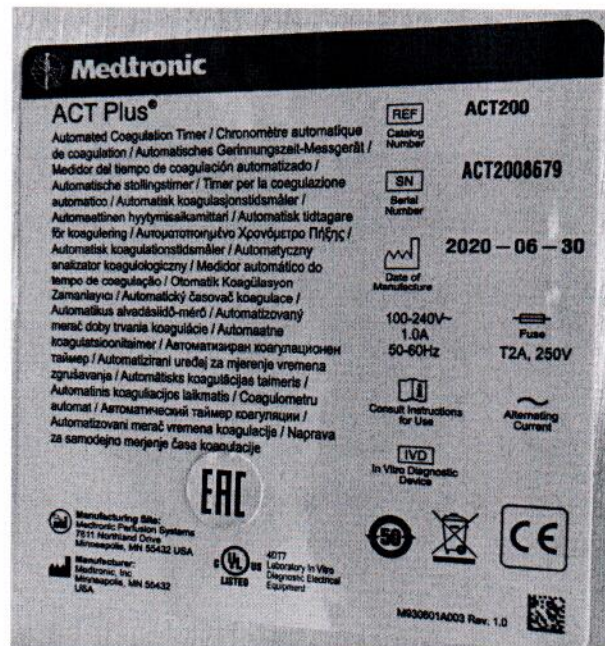 Medtronic
ACT Plus®
Automated Coagulation Timer / Chronomètre automatique
de coagulation / Automatisches Gerinnungszeit-Messgerät /
Medidor del tiempo de coagulación automatizado /
Automatische stollingstimer / Timer per la coagulazione
automatico / Automatisk koagulasjonstidsmåler /
Automaattinen hyytymisaikamittari / Automatisk tidtagare
för koagulering / Αυτοματοποιημένο Χρονόμετρο Πήξης /
Automatisk koagulationstidsmåler / Automatyczny
analizator koagulologiczny / Medidor automático do
tempo de coagulação / Otomatik Koagülasyon
Zamanlayıcı / Automatický časovač koagulace /
Automatikus alvadásiidő-mérő / Automatizovaný
merač doby trvania koagulácie / Automaatne
koagulatsioonitaimer / Автоматизиран коагулационен
таймер / Automatizirani uređaj za mjerenje vremena
zgrušavanja / Automātisks koagulācijas taimeris /
Automatinis koaguliacijos laikmatis / Coagulometru
automat / Автоматический таймер коагуляции /
Automatizovani merač vremena koagulacije / Naprava
za samodejno merjenje časa koagulacije
REF
Catalog
Number
ACT200
SN
Serial
Number
ACT2008679
Date of
Manufacture
2020-06-30
100-240V~
1.0A
50-60Hz
Fuse
T2A, 250V
Consult Instructions
for Use
Alternating
Current
IVD
In Vitro Diagnostic
Device
EAC
Manufacturing Site:
Medtronic Perfusion Systems
7611 Northland Drive
Minneapolis, MN 55432 USA
Manufacturer:
Medtronic, Inc
Minneapolis, MN 55432
USA
C UL US
LISTED
40T7
Laboratory In Vitro
Diagnostic Electrical
Equipment
50
CE
M930601A003 Rev. 1.0